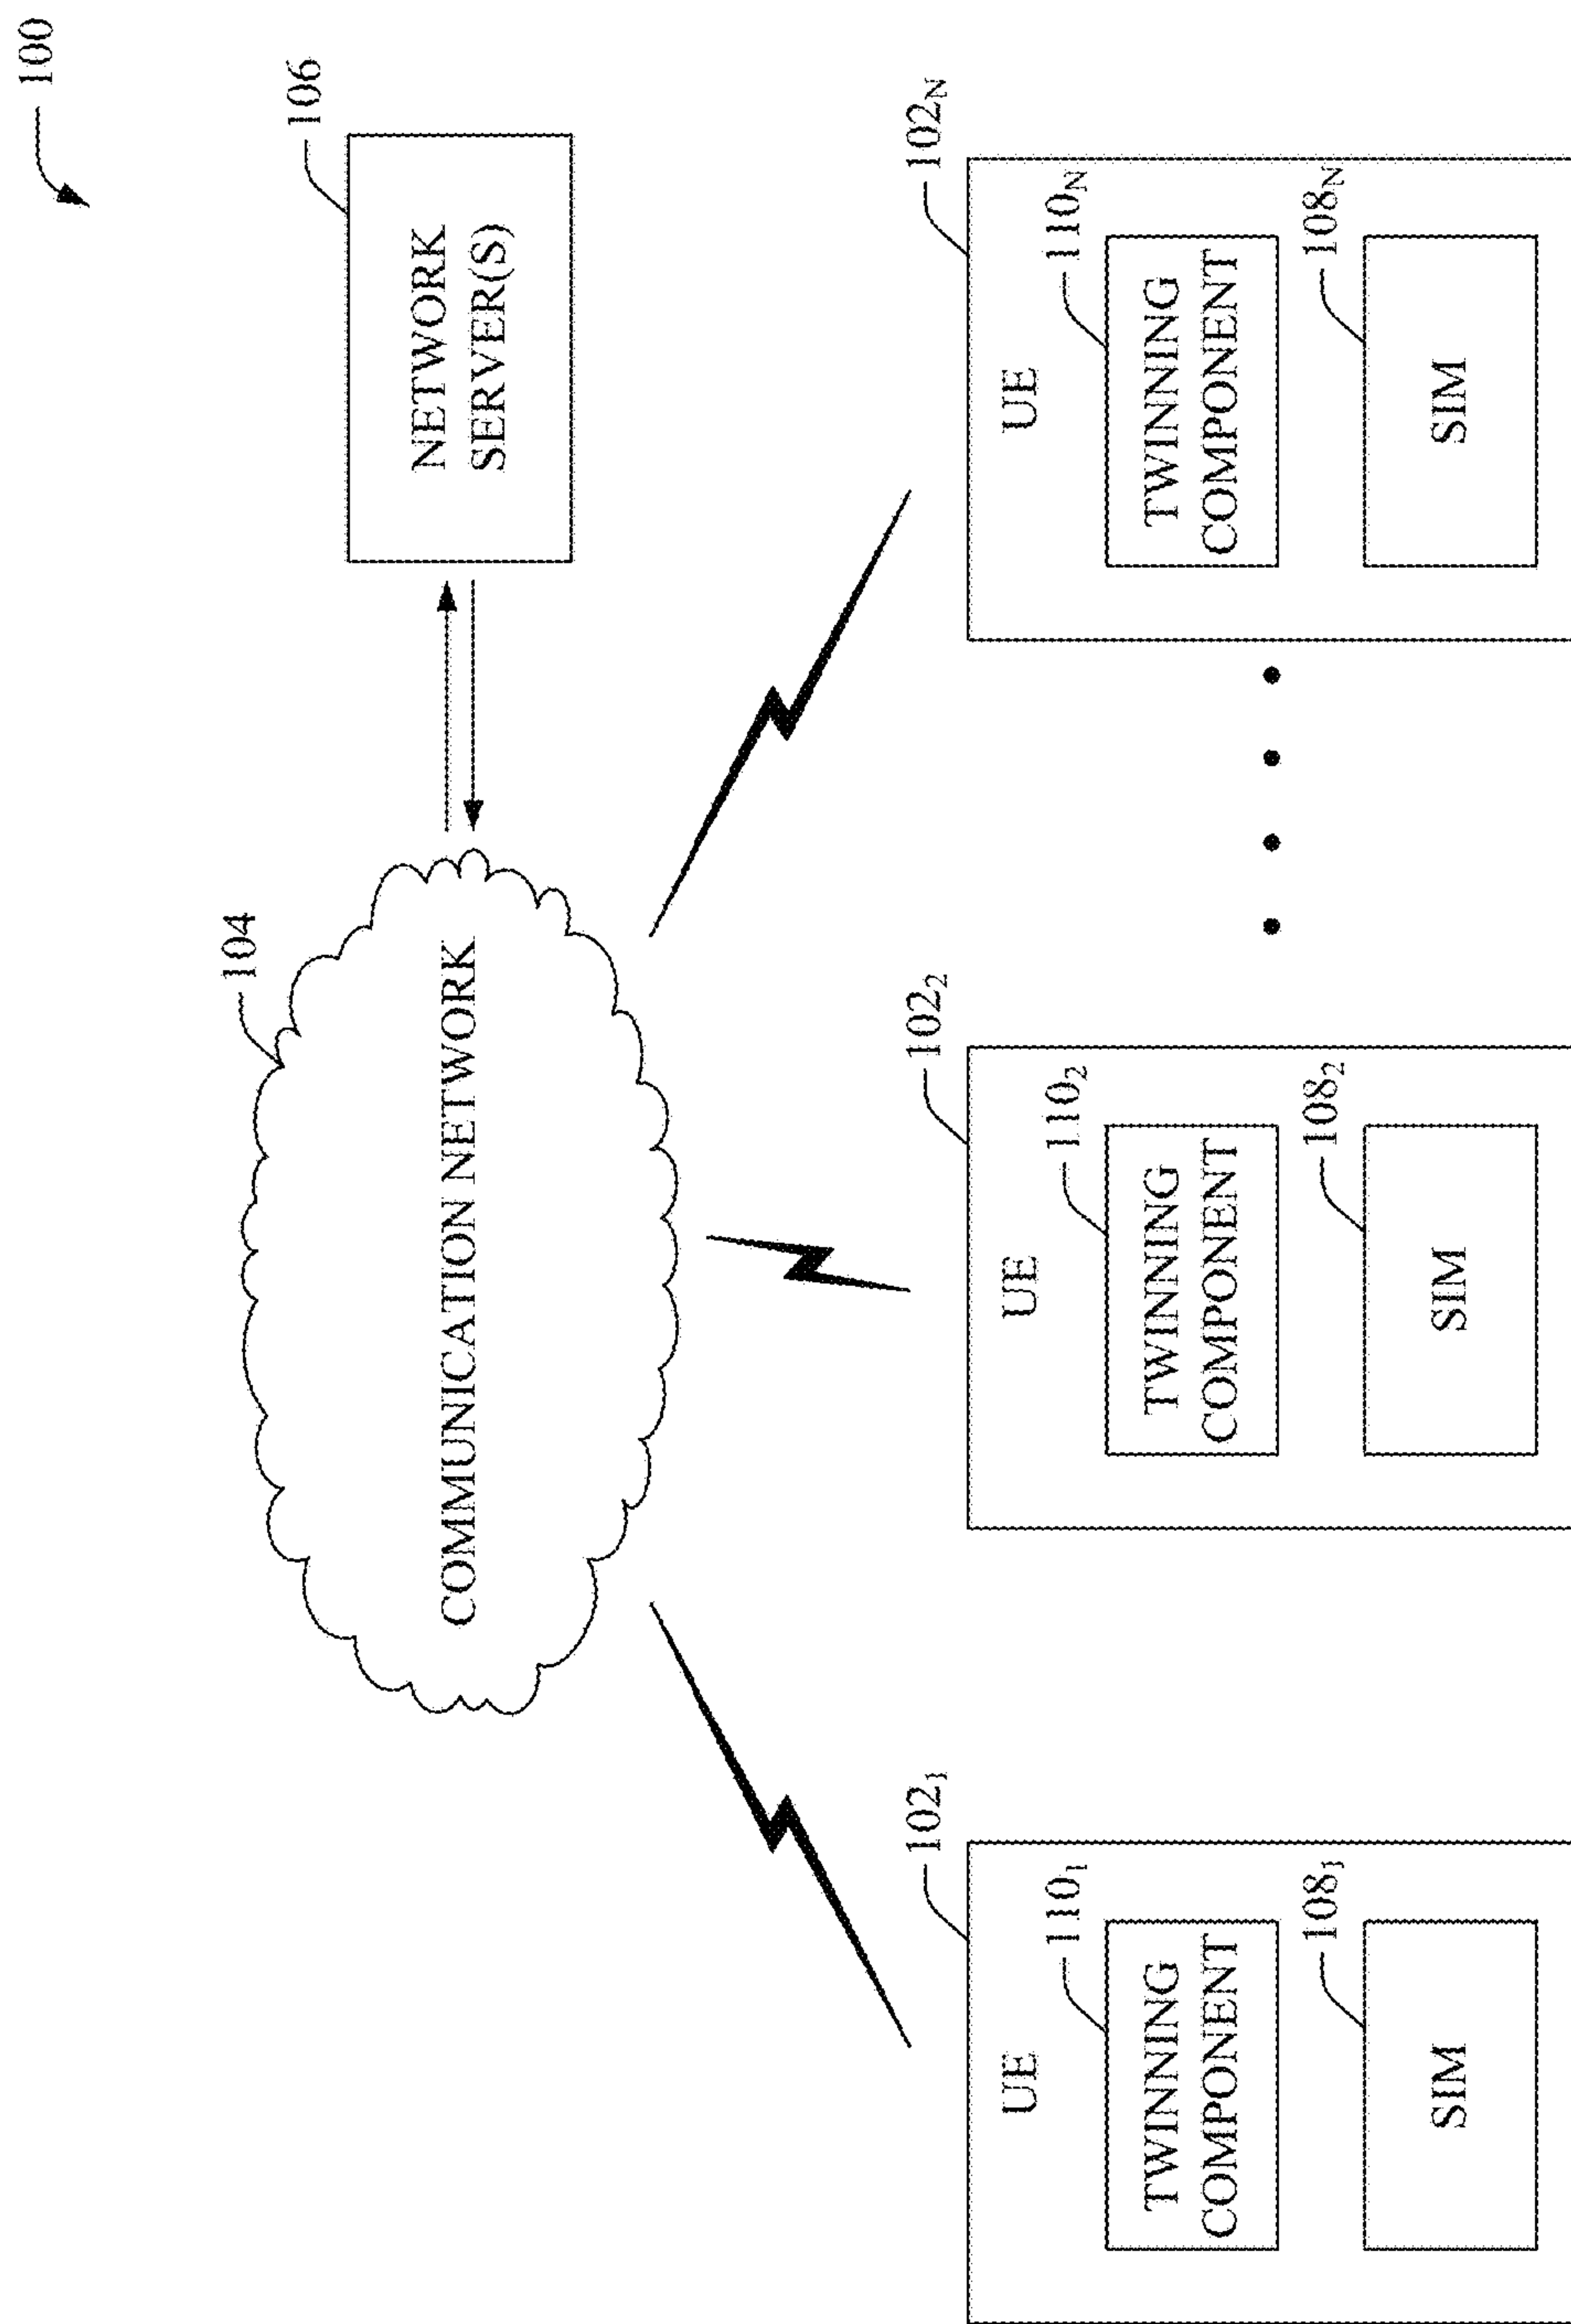 100
106
NETWORK
SERVER(S)
104
COMMUNICATION NETWORK
102₁
UE
110₁
TWINNING
COMPONENT
108₁
SIM
102₂
UE
110₂
TWINNING
COMPONENT
108₂
SIM
102N
UE
110N
TWINNING
COMPONENT
108N
SIM